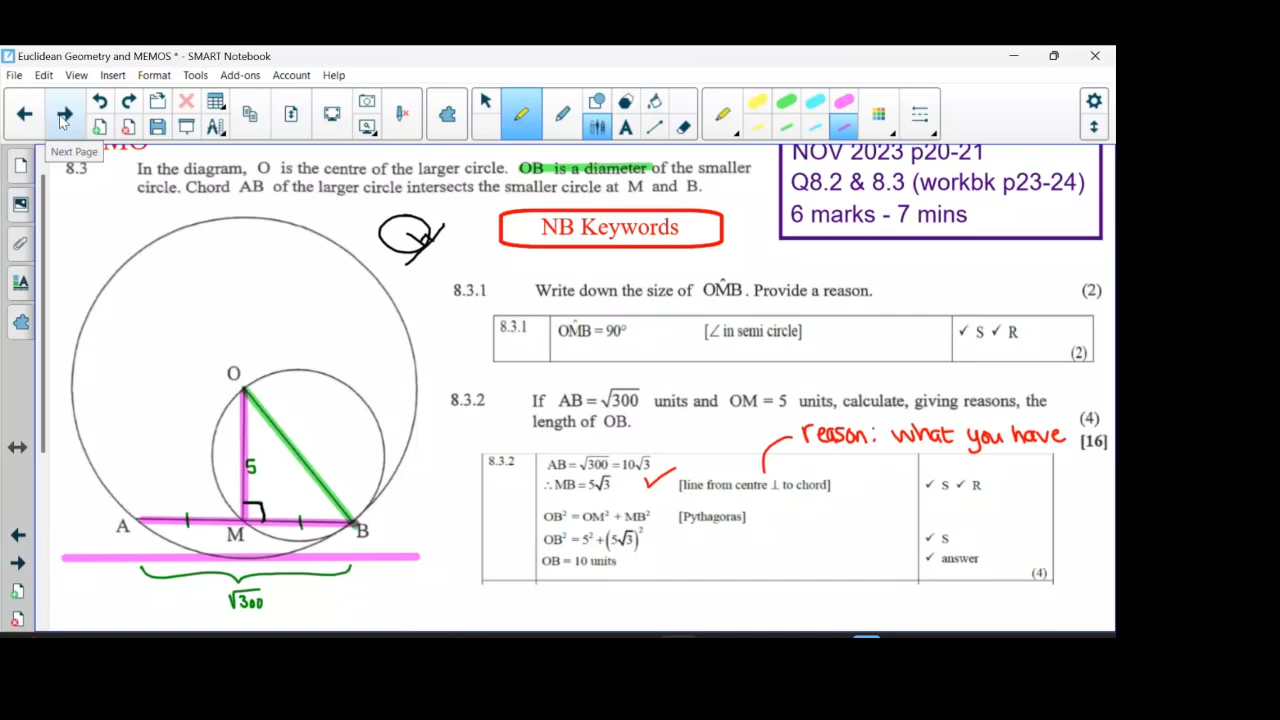 Euclidean Geometry and MEMOS * - SMART Notebook
File Edit View Insert Format Tools Add-ons Account Help
Next Page
MO
NOV 2023 p20-21
Q8.2 & 8.3 (workbk p23-24)
6 marks - 7 mins
8.3 In the diagram, O is the centre of the larger circle. OB is a diameter of the smaller
circle. Chord AB of the larger circle intersects the smaller circle at M and B.
NB Keywords
8.3.1 Write down the size of OM̂B. Provide a reason. (2)
8.3.1 OM̂B = 90° [∠ in semi circle] ✓ S ✓ R
(2)
8.3.2 If AB = √300 units and OM = 5 units, calculate, giving reasons, the
length of OB. (4)
[16]
reason: what you have
8.3.2 AB = √300 = 10√3
∴ MB = 5√3 ✓ [line from centre ⊥ to chord] ✓ S ✓ R
OB² = OM² + MB² [Pythagoras]
OB² = 5² + (5√3)² ✓ S
OB = 10 units ✓ answer
(4)
O
5
A
M
B
√300